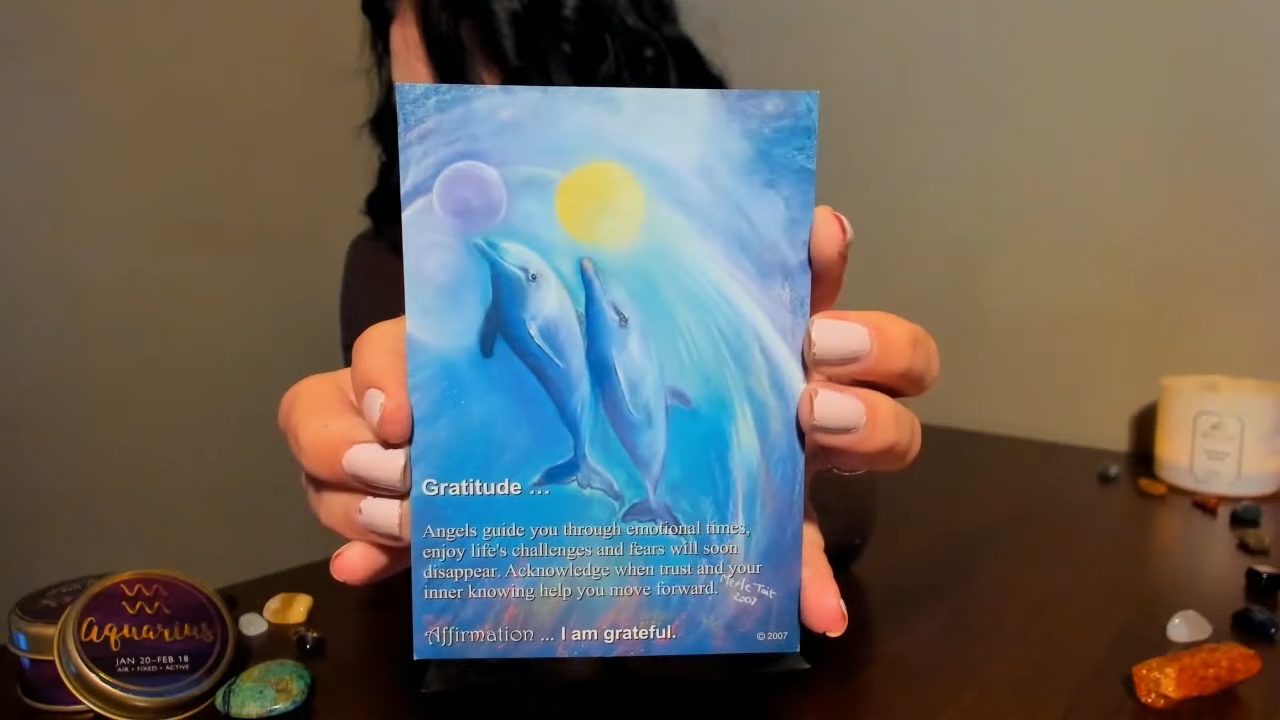 Gratitude ...
Angels guide you through emotional times,
enjoy life's challenges and fears will soon
disappear. Acknowledge when trust and your
inner knowing help you move forward.
Merle Tait
2007
Affirmation ... I am grateful.
© 2007
Aquarius
JAN 20–FEB 18
AIR • FIXED • ACTIVE